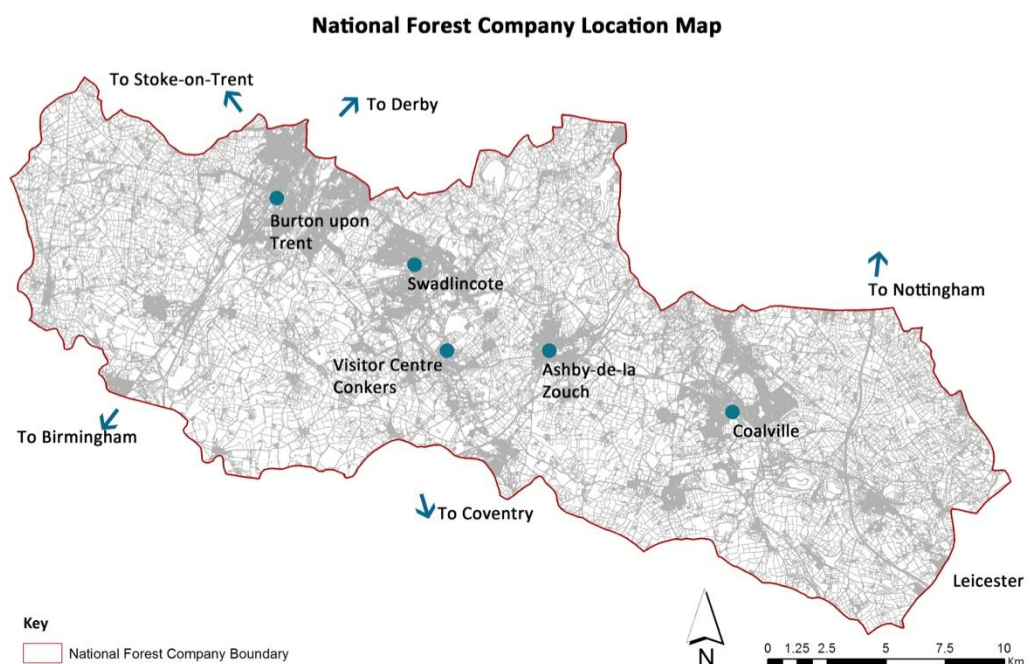 National Forest Company Location Map
To Stoke-on-Trent
To Derby
Burton upon
Trent
Swadlincote
To Nottingham
Visitor Centre
Conkers
Ashby-de-la
Zouch
Coalville
To Birmingham
To Coventry
Leicester
Key
National Forest Company Boundary
N
0 1.25 2.5 5 7.5 10
Km